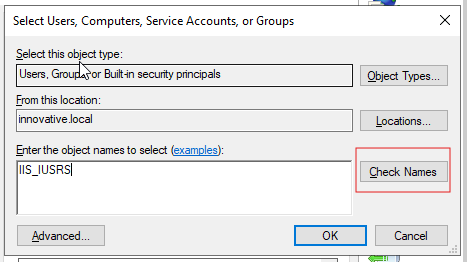 Select Users, Computers, Service Accounts, or Groups
Select this object type:
Users, Groups, or Built-in security principals
Object Types...
From this location:
innovative.local
Locations...
Enter the object names to select (examples):
IIS_IUSRS
Check Names
Advanced...
OK
Cancel